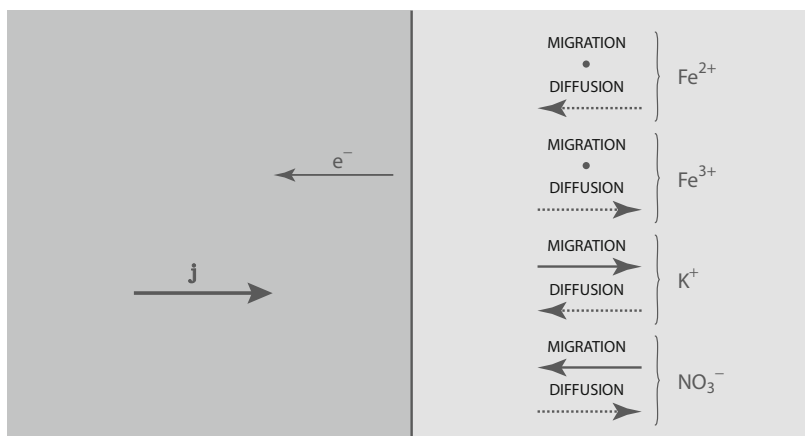 MIGRATION
DIFFUSION
Fe²⁺
e⁻
MIGRATION
DIFFUSION
Fe³⁺
j
MIGRATION
DIFFUSION
K⁺
MIGRATION
DIFFUSION
NO₃⁻